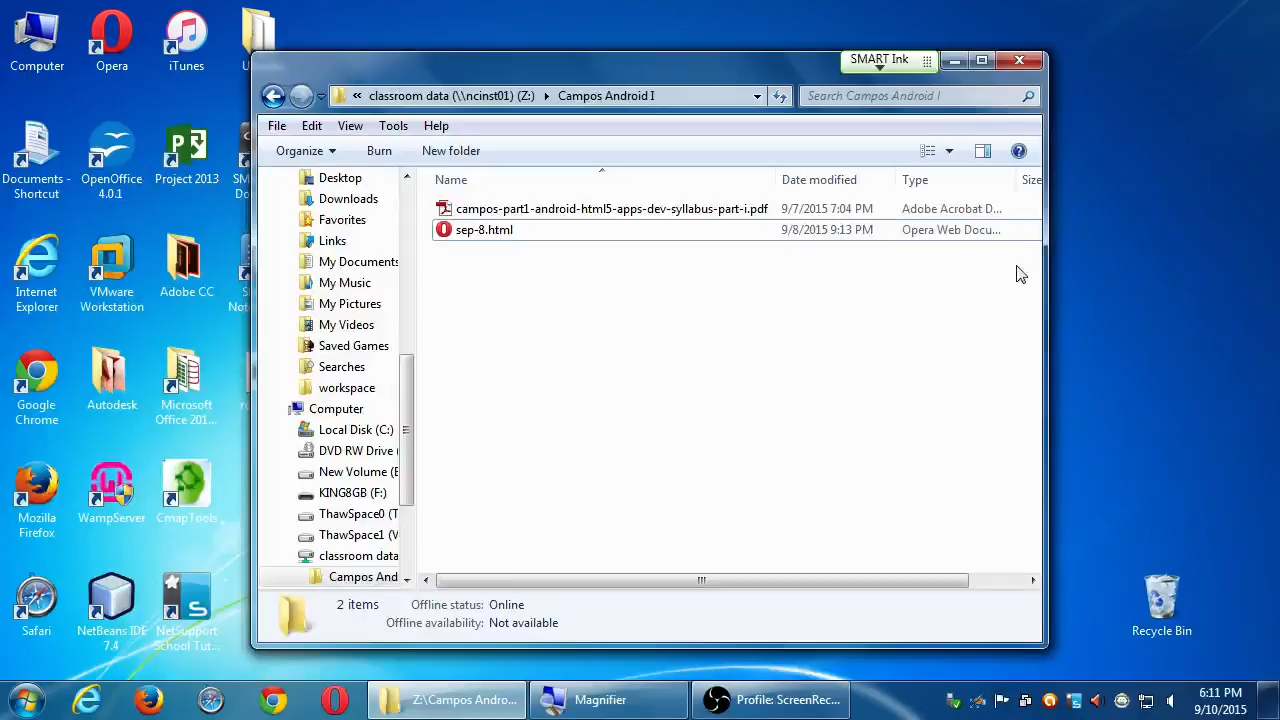 Computer
Opera
iTunes
U
Documents - Shortcut
OpenOffice 4.0.1
Project 2013
SM
Do
Internet Explorer
VMware Workstation
Adobe CC
Google Chrome
Autodesk
Microsoft Office 201...
Mozilla Firefox
WampServer
CmapTools
Safari
NetBeans IDE 7.4
NetSupport School Tut...
Recycle Bin
SMART Ink
« classroom data (\\ncinst01) (Z:) Campos Android I
Search Campos Android I
File Edit View Tools Help
Organize Burn New folder
Name Date modified Type Size
campos-part1-android-html5-apps-dev-syllabus-part-i.pdf 9/7/2015 7:04 PM Adobe Acrobat D...
sep-8.html 9/8/2015 9:13 PM Opera Web Docu...
Desktop
Downloads
Favorites
Links
My Documents
My Music
My Pictures
My Videos
Saved Games
Searches
workspace
Computer
Local Disk (C:)
DVD RW Drive (
New Volume (E
KING8GB (F:)
ThawSpace0 (T
ThawSpace1 (V
classroom data
Campos And
2 items Offline status: Online
Offline availability: Not available
Z:\Campos Andro...
Magnifier
Profile: ScreenRec...
6:11 PM
9/10/2015